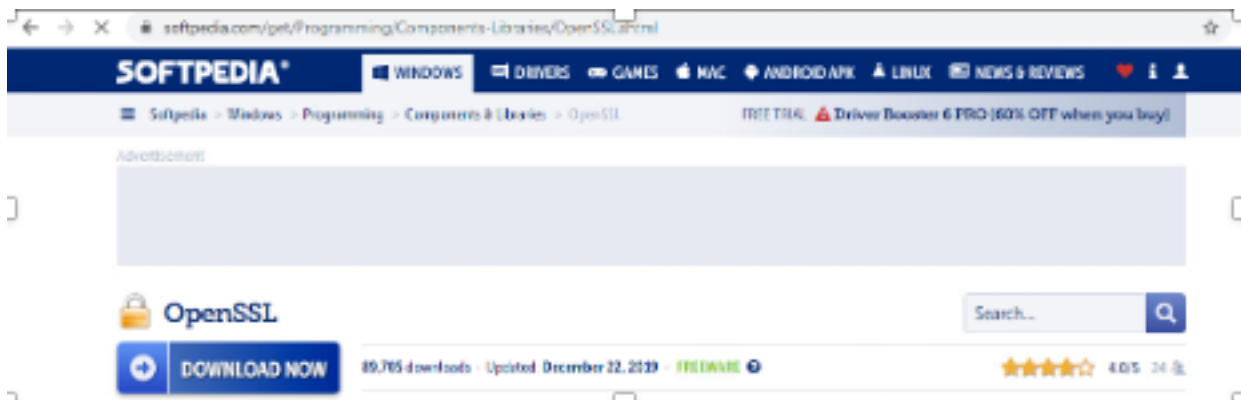 softpedia.com/get/Programming/Components-Libraries/OpenSSL.shtml
SOFTPEDIA® WINDOWS DRIVERS GAMES MAC ANDROID APK LINUX NEWS & REVIEWS
Softpedia > Windows > Programming > Components & Libraries > OpenSSL FREE TRIAL Driver Booster 6 PRO (60% OFF when you buy)
Advertisement
OpenSSL
Search...
DOWNLOAD NOW 89,705 downloads · Updated December 22, 2019 · FREEWARE 4.0/5 24